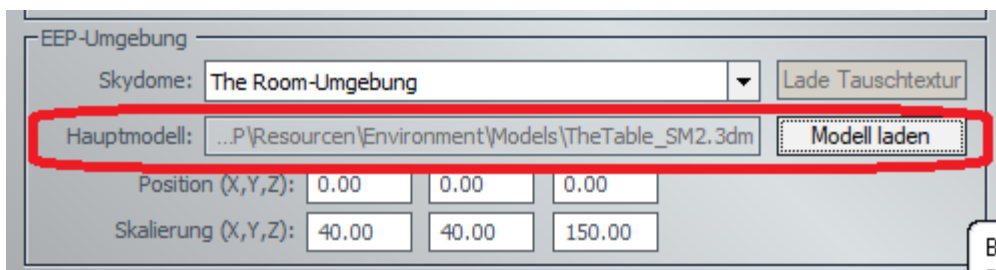 EEP-Umgebung
Skydome: The Room-Umgebung Lade Tauschtextur
Hauptmodell: ...P\Resourcen\Environment\Models\TheTable_SM2.3dm Modell laden
Position (X,Y,Z): 0.00 0.00 0.00
Skalierung (X,Y,Z): 40.00 40.00 150.00
B